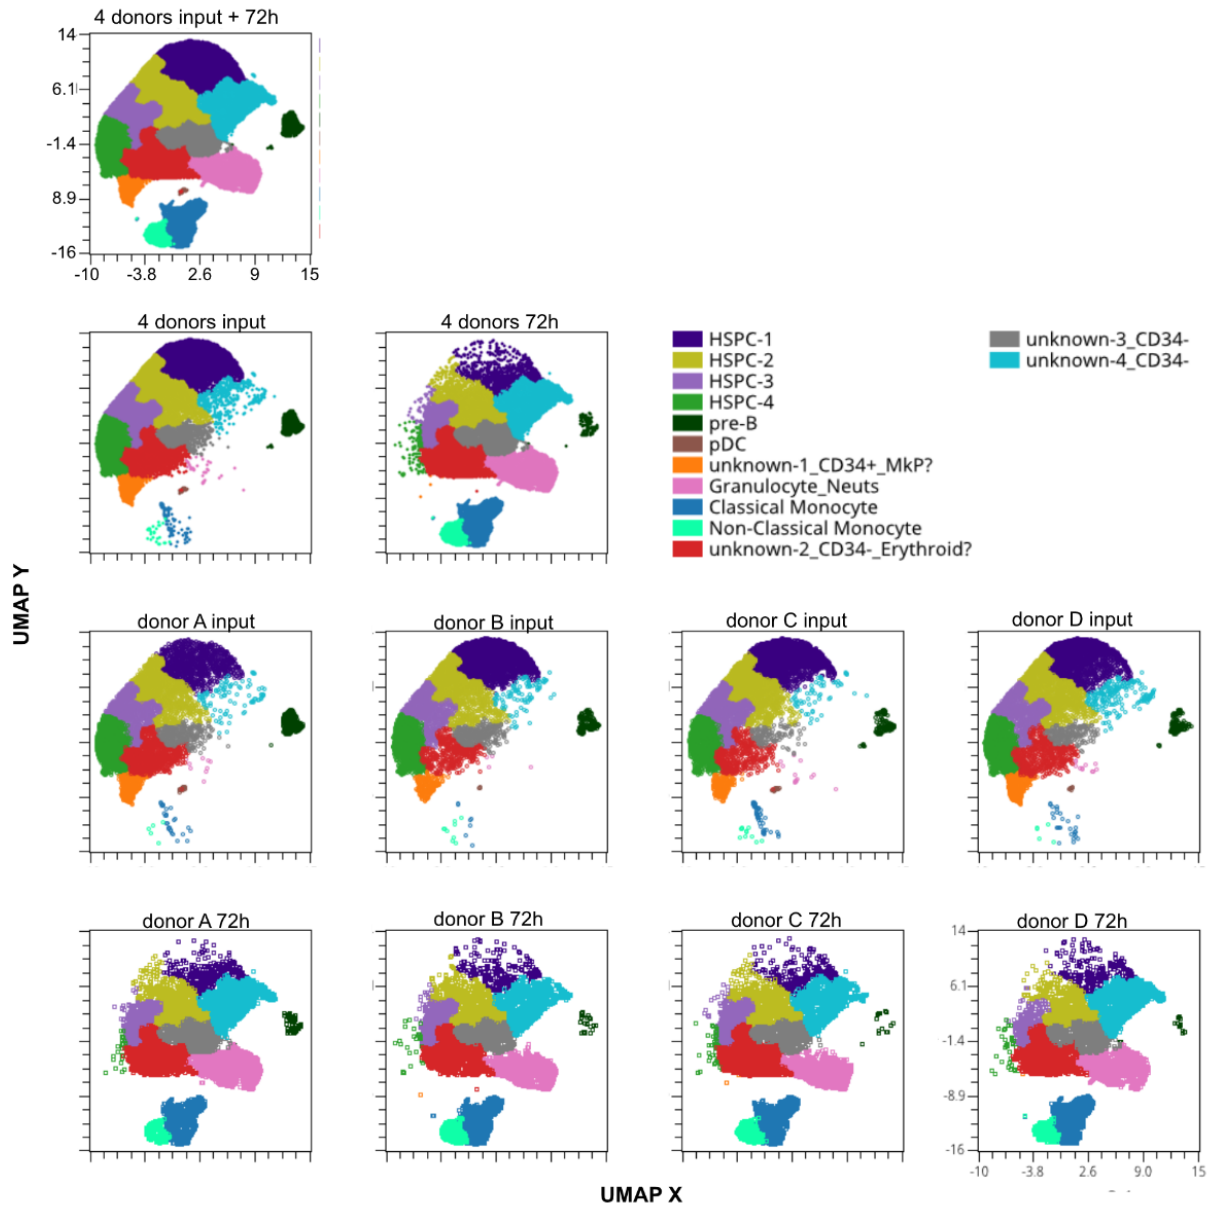 4 donors input + 72h
14
6.1
-1.4
8.9
-16
-10 -3.8 2.6 9 15
4 donors input
4 donors 72h
HSPC-1
HSPC-2
HSPC-3
HSPC-4
pre-B
pDC
unknown-1_CD34+_MkP?
Granulocyte_Neuts
Classical Monocyte
Non-Classical Monocyte
unknown-2_CD34-_Erythroid?
unknown-3_CD34-
unknown-4_CD34-
UMAP Y
donor A input
donor B input
donor C input
donor D input
donor A 72h
donor B 72h
donor C 72h
donor D 72h
14
6.1
-1.4
-8.9
-16
-10 -3.8 2.6 9.0 15
UMAP X